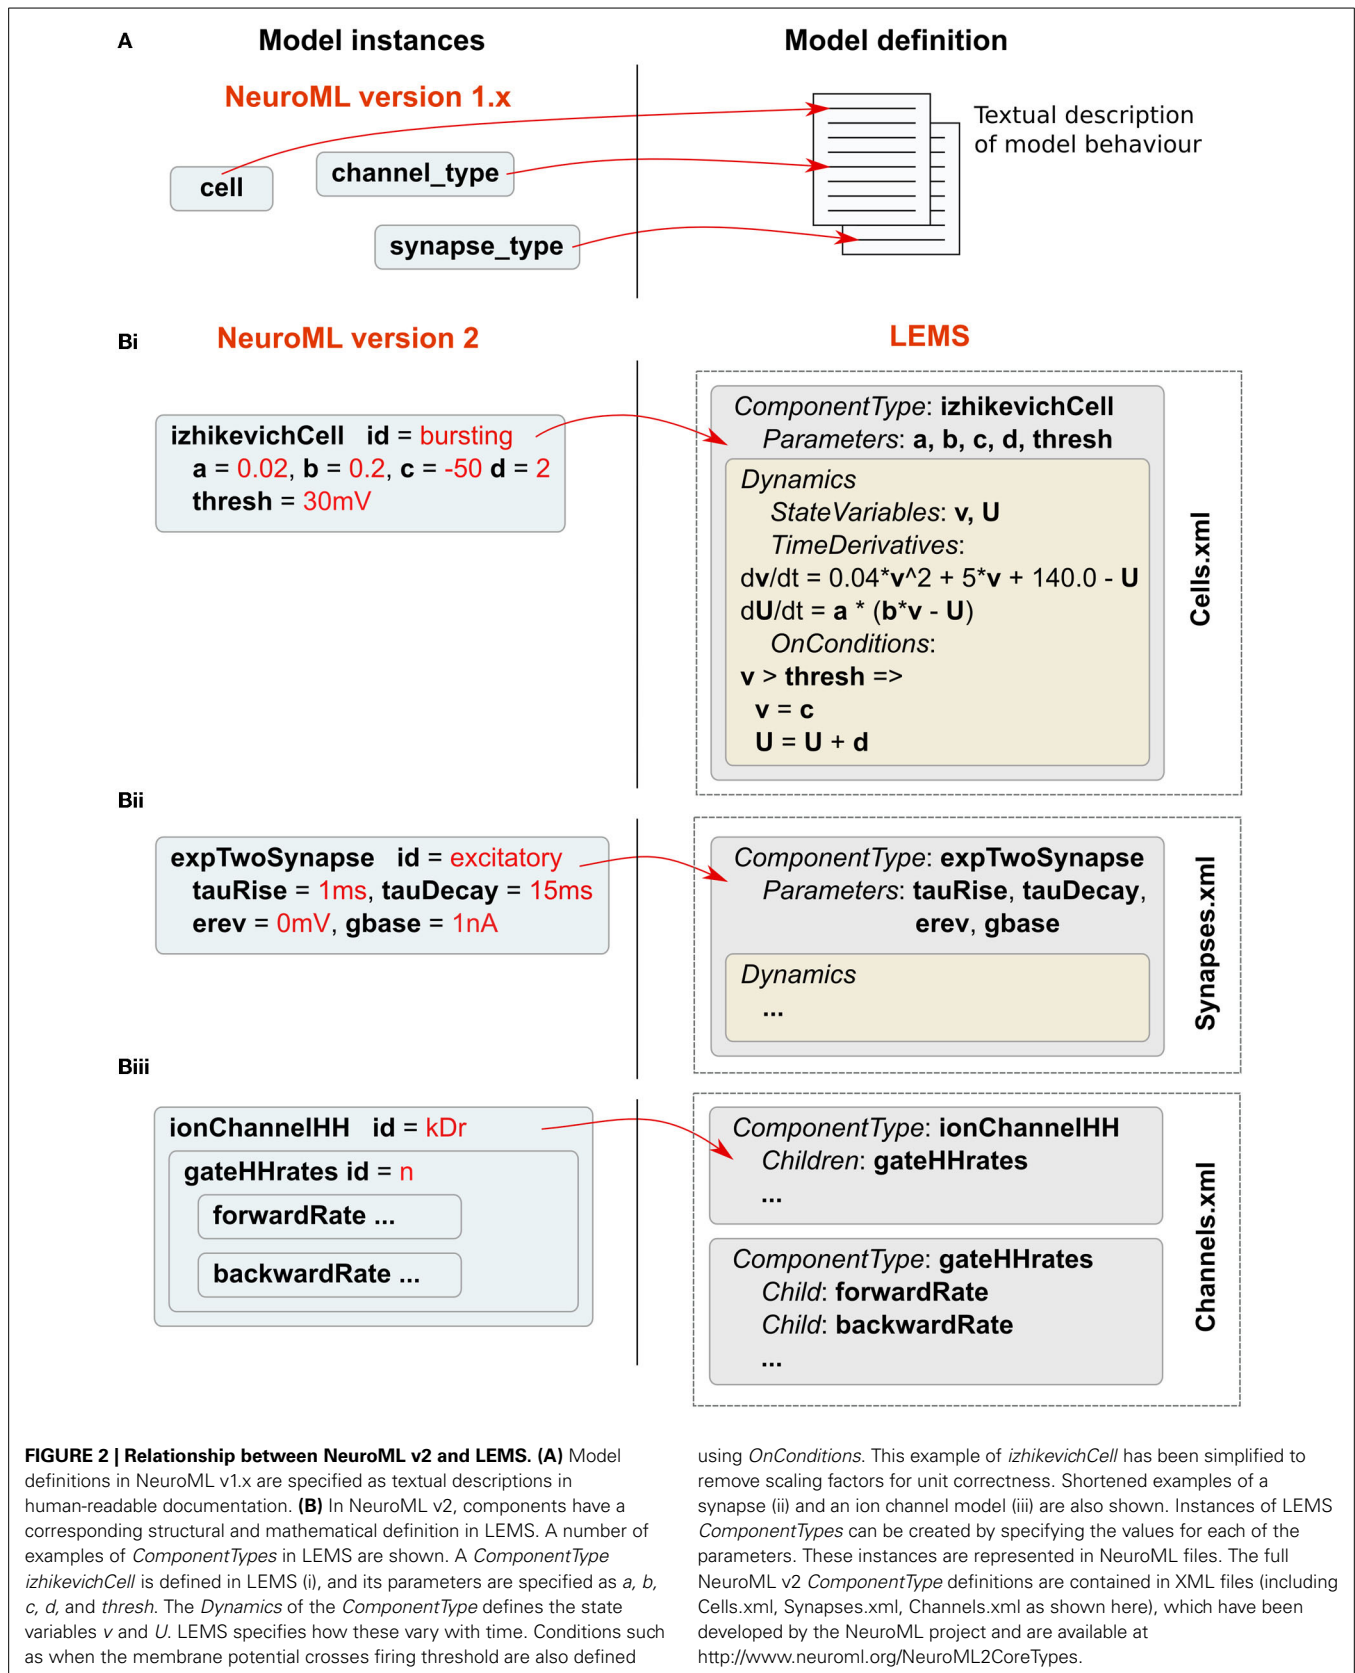 A
Model instances
Model definition
NeuroML version 1.x
cell
channel_type
synapse_type
Textual description
of model behaviour
Bi
NeuroML version 2
LEMS
izhikevichCell id = bursting
a = 0.02, b = 0.2, c = -50 d = 2
thresh = 30mV
ComponentType: izhikevichCell
Parameters: a, b, c, d, thresh
Dynamics
StateVariables: v, U
TimeDerivatives:
dv/dt = 0.04*v^2 + 5*v + 140.0 - U
dU/dt = a * (b*v - U)
OnConditions:
v > thresh =>
v = c
U = U + d
Cells.xml
Bii
expTwoSynapse id = excitatory
tauRise = 1ms, tauDecay = 15ms
erev = 0mV, gbase = 1nA
ComponentType: expTwoSynapse
Parameters: tauRise, tauDecay,
erev, gbase
Dynamics
...
Synapses.xml
Biii
ionChannelHH id = kDr
gateHHrates id = n
forwardRate ...
backwardRate ...
ComponentType: ionChannelHH
Children: gateHHrates
...
ComponentType: gateHHrates
Child: forwardRate
Child: backwardRate
...
Channels.xml
FIGURE 2 | Relationship between NeuroML v2 and LEMS. (A) Model
definitions in NeuroML v1.x are specified as textual descriptions in
human-readable documentation. (B) In NeuroML v2, components have a
corresponding structural and mathematical definition in LEMS. A number of
examples of ComponentTypes in LEMS are shown. A ComponentType
izhikevichCell is defined in LEMS (i), and its parameters are specified as a, b,
c, d, and thresh. The Dynamics of the ComponentType defines the state
variables v and U. LEMS specifies how these vary with time. Conditions such
as when the membrane potential crosses firing threshold are also defined
using OnConditions. This example of izhikevichCell has been simplified to
remove scaling factors for unit correctness. Shortened examples of a
synapse (ii) and an ion channel model (iii) are also shown. Instances of LEMS
ComponentTypes can be created by specifying the values for each of the
parameters. These instances are represented in NeuroML files. The full
NeuroML v2 ComponentType definitions are contained in XML files (including
Cells.xml, Synapses.xml, Channels.xml as shown here), which have been
developed by the NeuroML project and are available at
http://www.neuroml.org/NeuroML2CoreTypes.